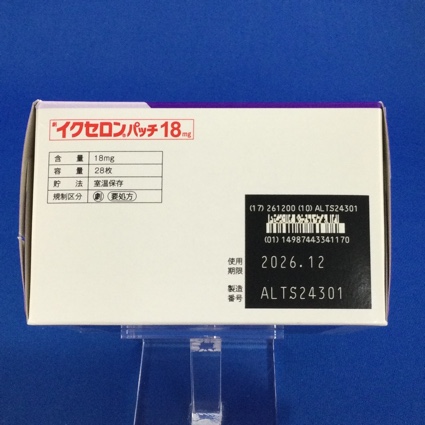 劇 イクセロン®パッチ18mg
含量 18mg
容量 28枚
貯法 室温保存
規制区分 劇 要処方
(17) 261200 (10) ALTS24301
(01) 14987443341170
使用期限 2026.12
製造番号 ALTS24301